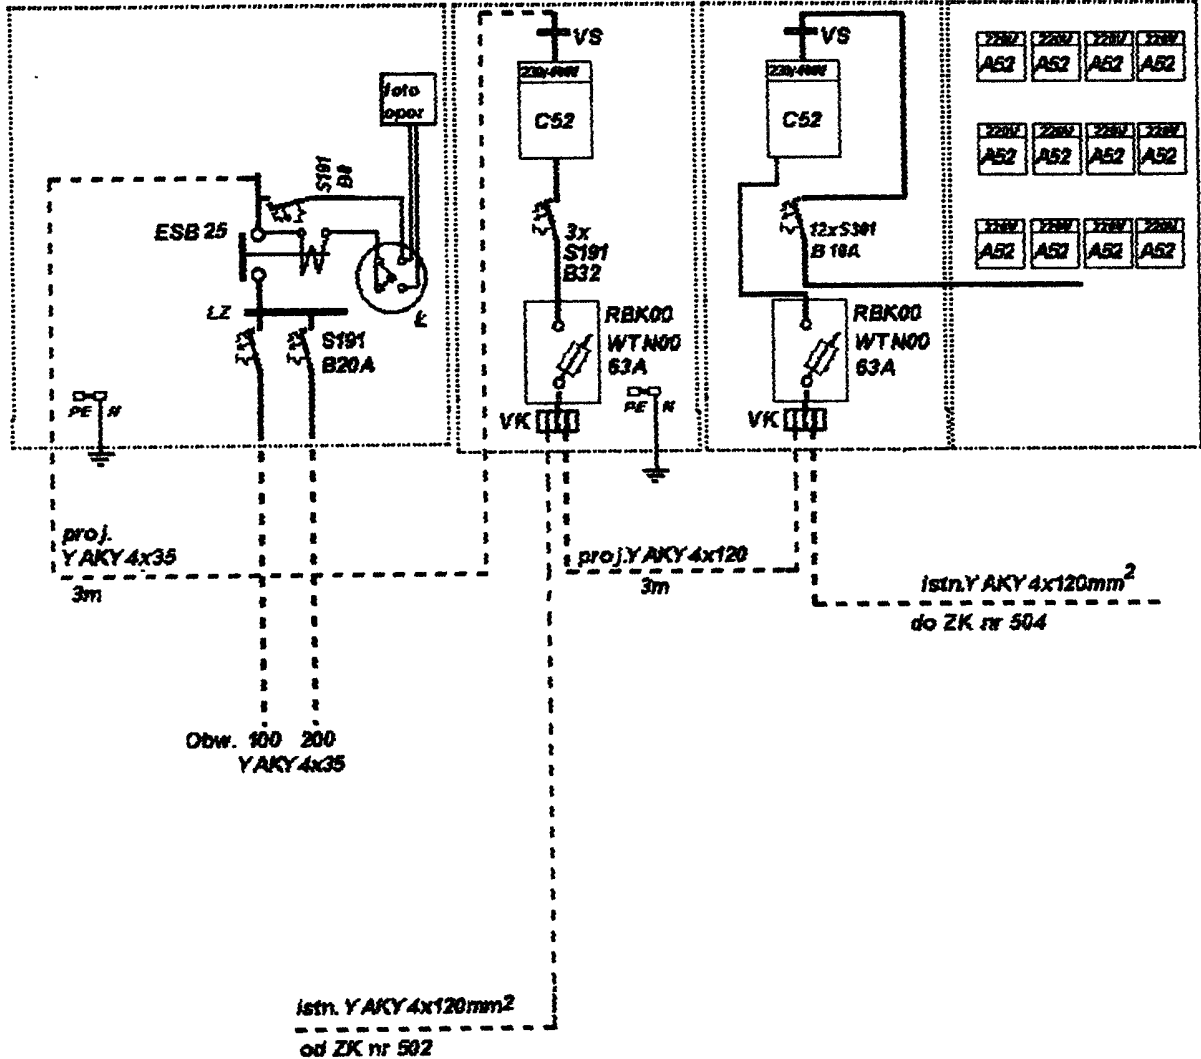 foto
opor
S191
B6
ESB 25
ŁZ
Ł
S191
B20A
PE N
VS
230/400V
C52
3x
S191
B32
RBK00
WTN00
63A
VK
PE N
VS
230/400V
C52
12xS301
B 16A
RBK00
WTN00
63A
VK
220V 220V 220V 220V
A52 A52 A52 A52
220V 220V 220V 220V
A52 A52 A52 A52
220V 220V 220V 220V
A52 A52 A52 A52
proj.
YAKY 4x35
3m
proj.YAKY 4x120
3m
istn.YAKY 4x120mm²
do ZK nr 504
Obw. 100 200
YAKY 4x35
istn. YAKY 4x120mm²
od ZK nr 502